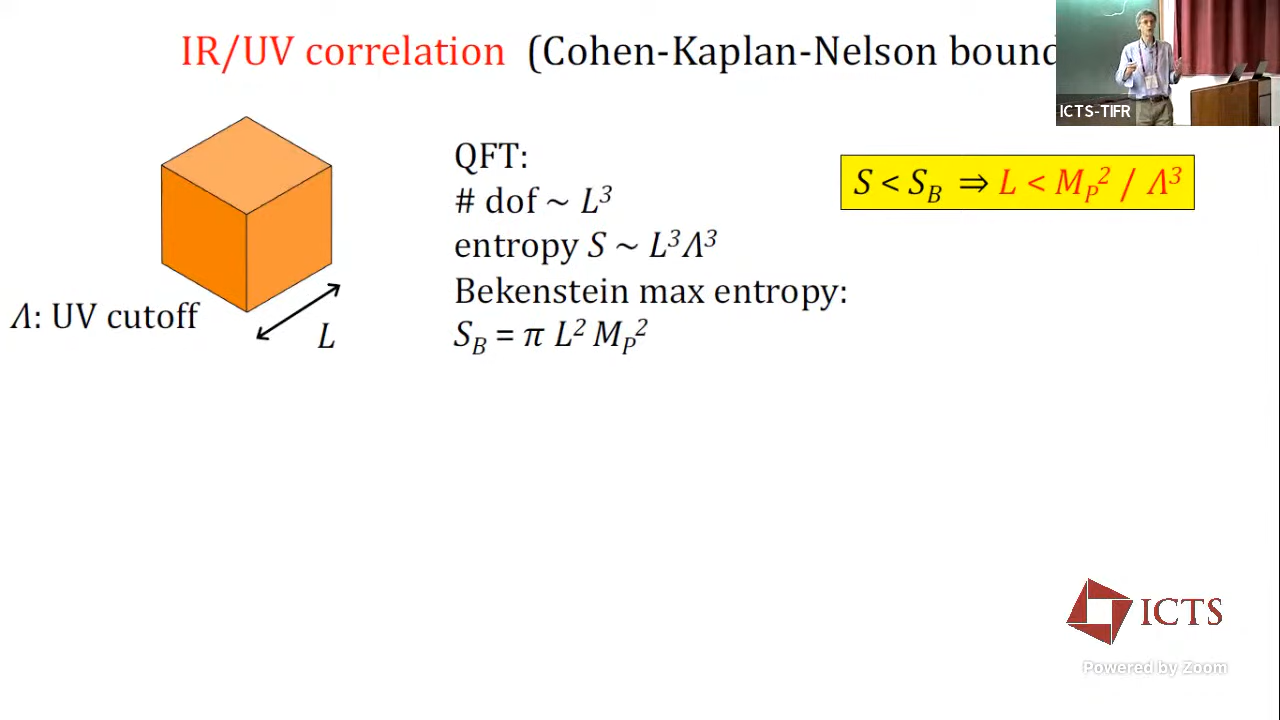 IR/UV correlation (Cohen-Kaplan-Nelson bound
ICTS-TIFR
QFT:
# dof ~ L³
entropy S ~ L³Λ³
Bekenstein max entropy:
S_B = π L² M_P²
S < S_B ⇒ L < M_P² / Λ³
Λ: UV cutoff
L
ICTS
Powered by Zoom